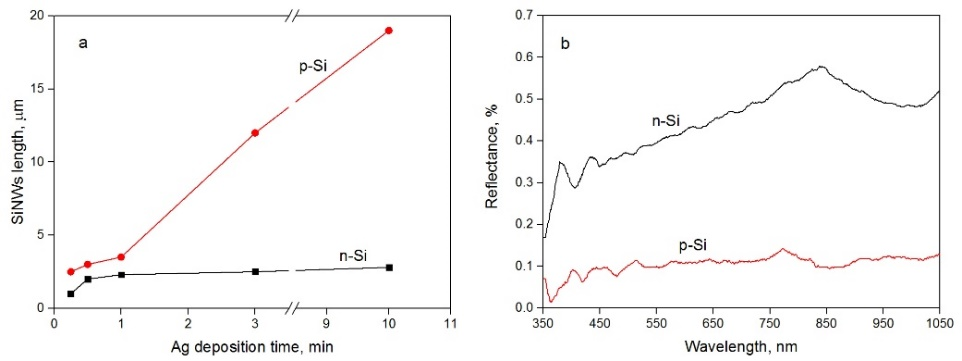 a
20
15
10
5
0
SiNWs length, μm
p-Si
n-Si
0 1 2 3 9 10 11
Ag deposition time, min
b
0.7
0.6
0.5
0.4
0.3
0.2
0.1
0.0
Reflectance, %
n-Si
p-Si
350 450 550 650 750 850 950 1050
Wavelength, nm